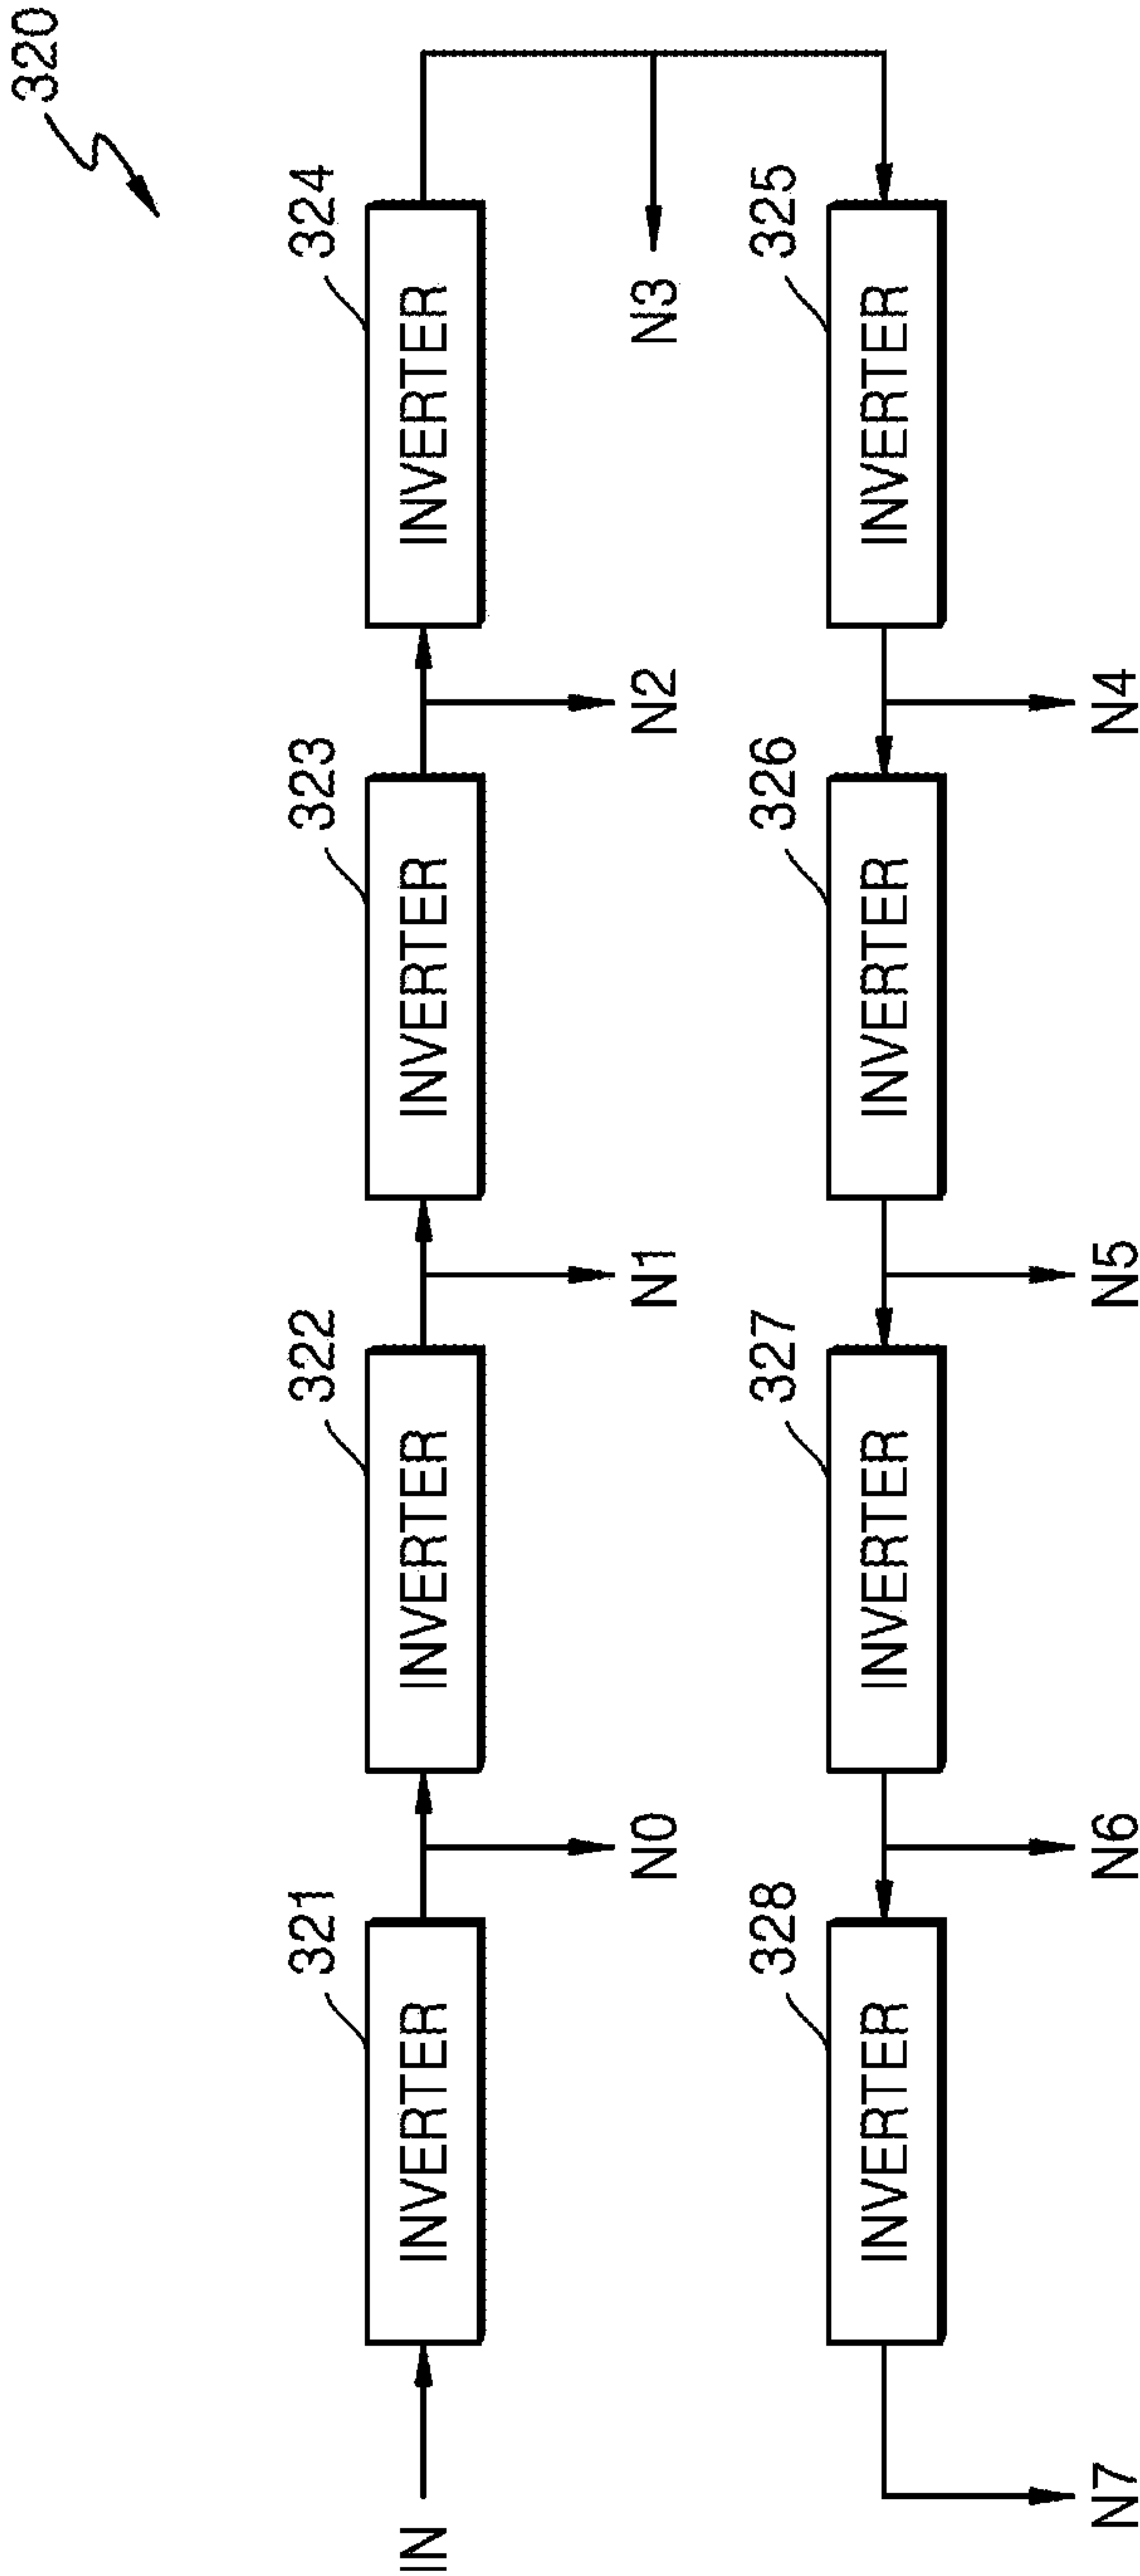 320
321
322
323
324
IN
INVERTER
INVERTER
INVERTER
INVERTER
N0
N1
N2
N3
328
327
326
325
INVERTER
INVERTER
INVERTER
INVERTER
N7
N6
N5
N4